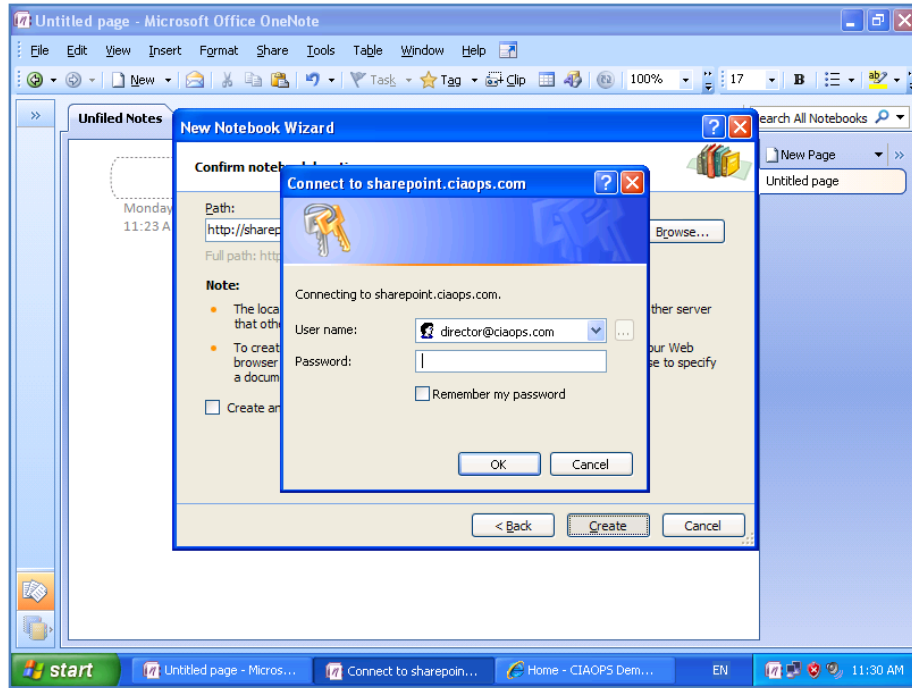 Untitled page - Microsoft Office OneNote
File Edit View Insert Format Share Tools Table Window Help
New Task Tag Clip 100% 17 B
Unfiled Notes
earch All Notebooks
New Page
Untitled page
Monday
11:23 A
New Notebook Wizard
Confirm noteb
Path:
http://sharep
Browse...
Full path: http
Note:
The loca ther server
that oth
To creat our Web
browser se to specify
a docum
Create an
< Back Create Cancel
Connect to sharepoint.ciaops.com
Connecting to sharepoint.ciaops.com.
User name: director@ciaops.com ...
Password:
Remember my password
OK Cancel
start Untitled page - Micros... Connect to sharepoin... Home - CIAOPS Dem... EN 11:30 AM